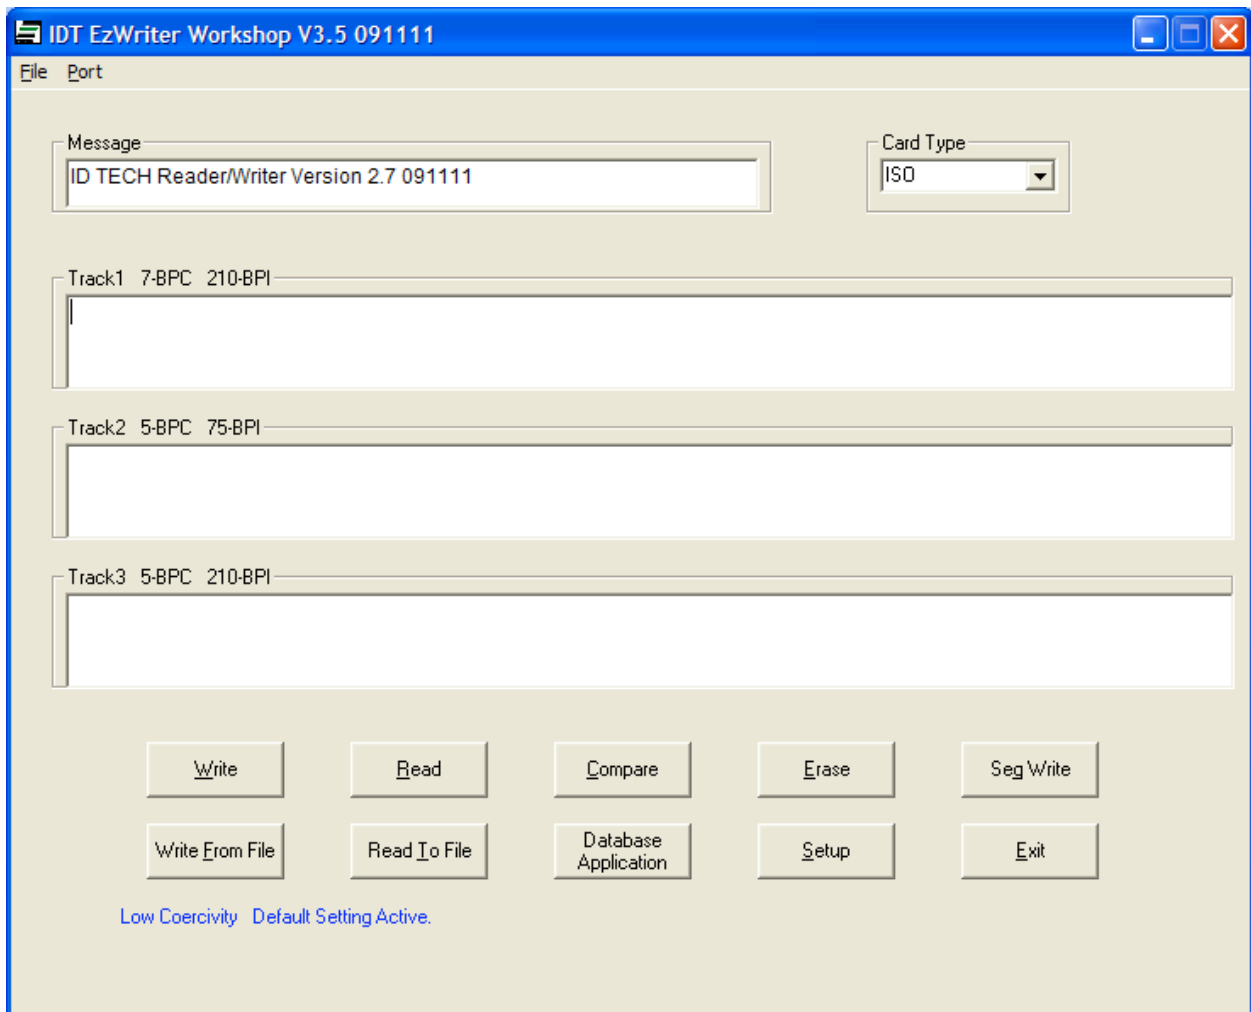 IDT EzWriter Workshop V3.5 091111
File Port
Message Card Type
ID TECH Reader/Writer Version 2.7 091111 ISO
Track1 7-BPC 210-BPI
Track2 5-BPC 75-BPI
Track3 5-BPC 210-BPI
Write Read Compare Erase Seg Write
Write From File Read To File Database Application Setup Exit
Low Coercivity Default Setting Active.